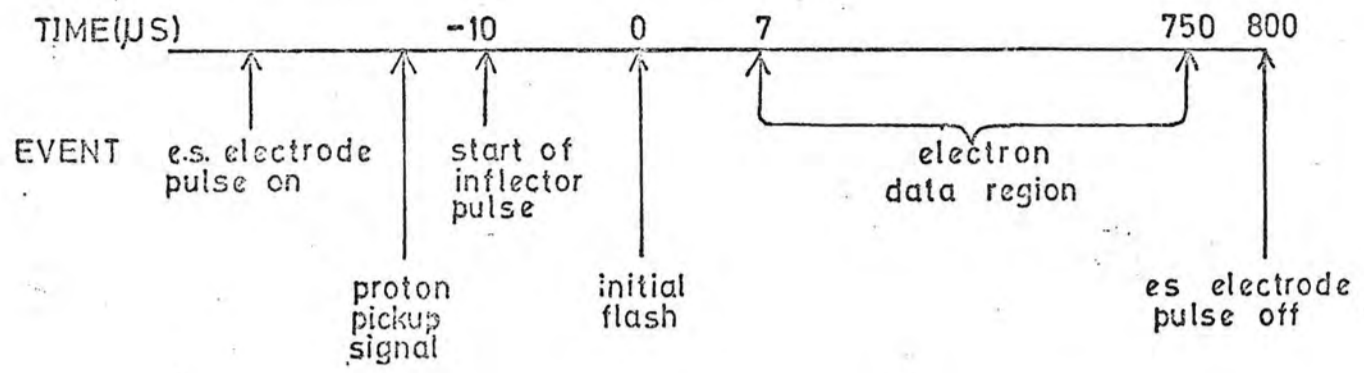 TIME(µS) -10 0 7 750 800
EVENT
e.s. electrode
pulse on
start of
inflector
pulse
electron
data region
proton
pickup
signal
initial
flash
es electrode
pulse off